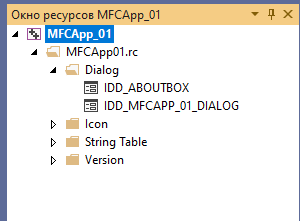 Окно ресурсов MFCApp_01
MFCApp_01
MFCApp01.rc
Dialog
IDD_ABOUTBOX
IDD_MFCAPP_01_DIALOG
Icon
String Table
Version